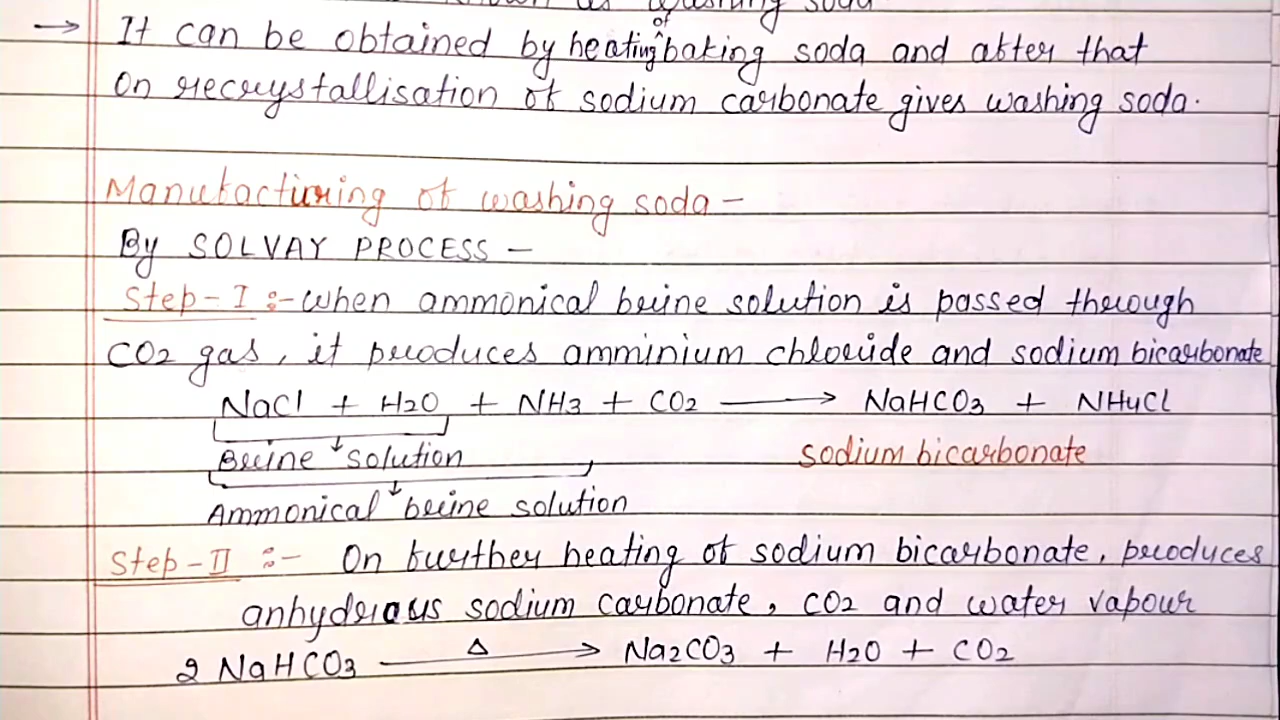 known as washing soda
→ It can be obtained by heating of baking soda and after that
on recrystallisation of sodium carbonate gives washing soda.
Manufacturing of washing soda -
By SOLVAY PROCESS -
Step-I :- when ammonical brine solution is passed through
CO2 gas, it produces amminium chloride and sodium bicarbonate
NaCl + H2O + NH3 + CO2 ⟶ NaHCO3 + NH4Cl
Brine solution sodium bicarbonate
Ammonical brine solution
Step-II :- On further heating of sodium bicarbonate, produces
anhydrous sodium carbonate, CO2 and water vapour
2 NaHCO3 —Δ⟶ Na2CO3 + H2O + CO2